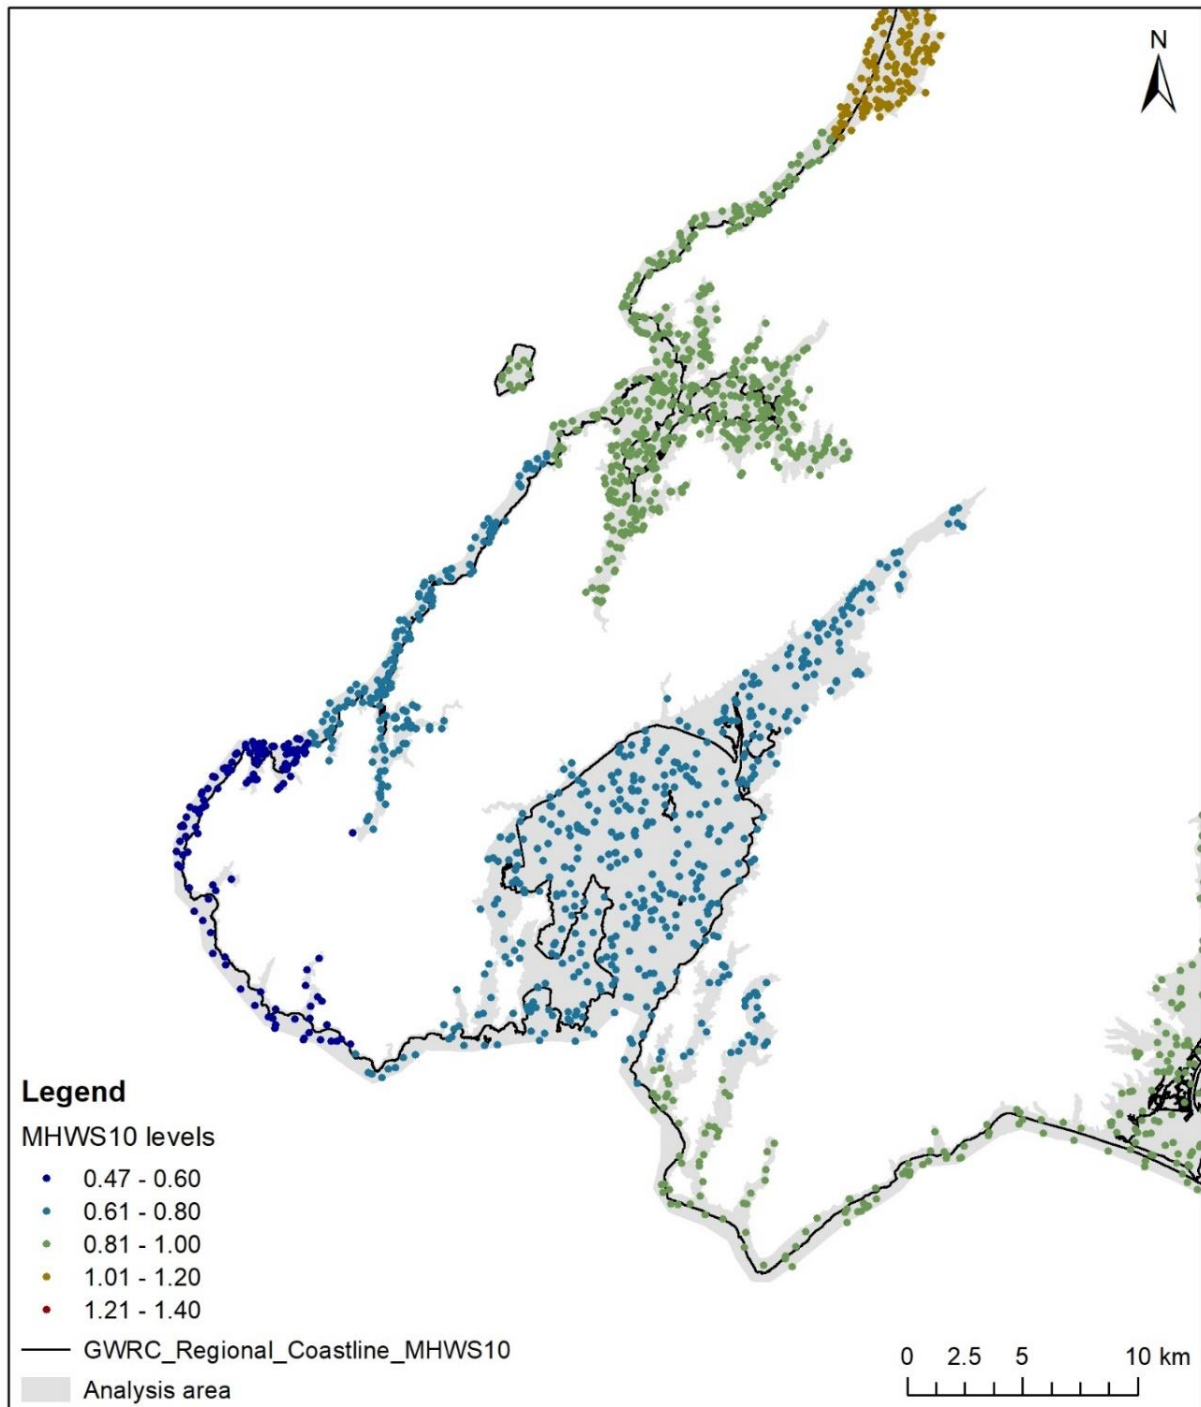 N
Legend
MHWS10 levels
0.47 - 0.60
0.61 - 0.80
0.81 - 1.00
1.01 - 1.20
1.21 - 1.40
GWRC_Regional_Coastline_MHWS10
Analysis area
0 2.5 5 10 km